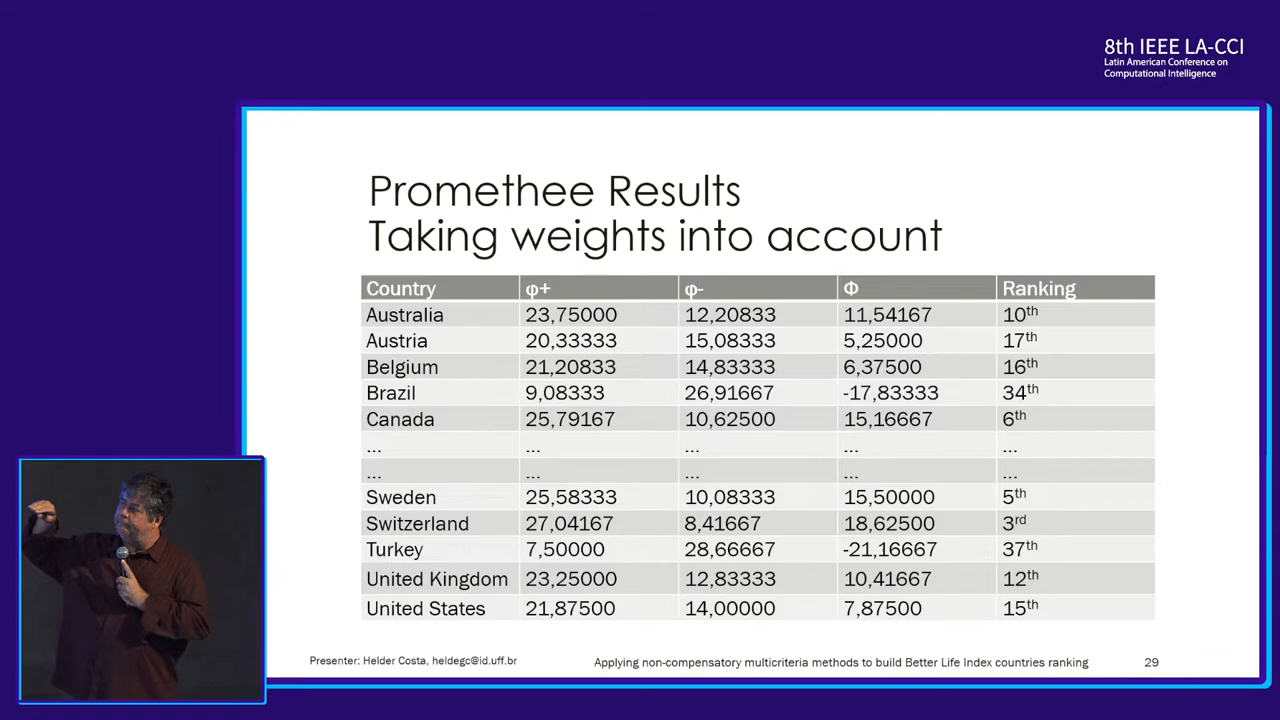 8th IEEE LA-CCI
Latin American Conference on
Computational Intelligence
Promethee Results
Taking weights into account
Country φ+ φ- Φ Ranking
Australia 23,75000 12,20833 11,54167 10th
Austria 20,33333 15,08333 5,25000 17th
Belgium 21,20833 14,83333 6,37500 16th
Brazil 9,08333 26,91667 -17,83333 34th
Canada 25,79167 10,62500 15,16667 6th
... ... ... ... ...
... ... ... ... ...
Sweden 25,58333 10,08333 15,50000 5th
Switzerland 27,04167 8,41667 18,62500 3rd
Turkey 7,50000 28,66667 -21,16667 37th
United Kingdom 23,25000 12,83333 10,41667 12th
United States 21,87500 14,00000 7,87500 15th
Presenter: Helder Costa, heldegc@id.uff.br Applying non-compensatory multicriteria methods to build Better Life Index countries ranking 29